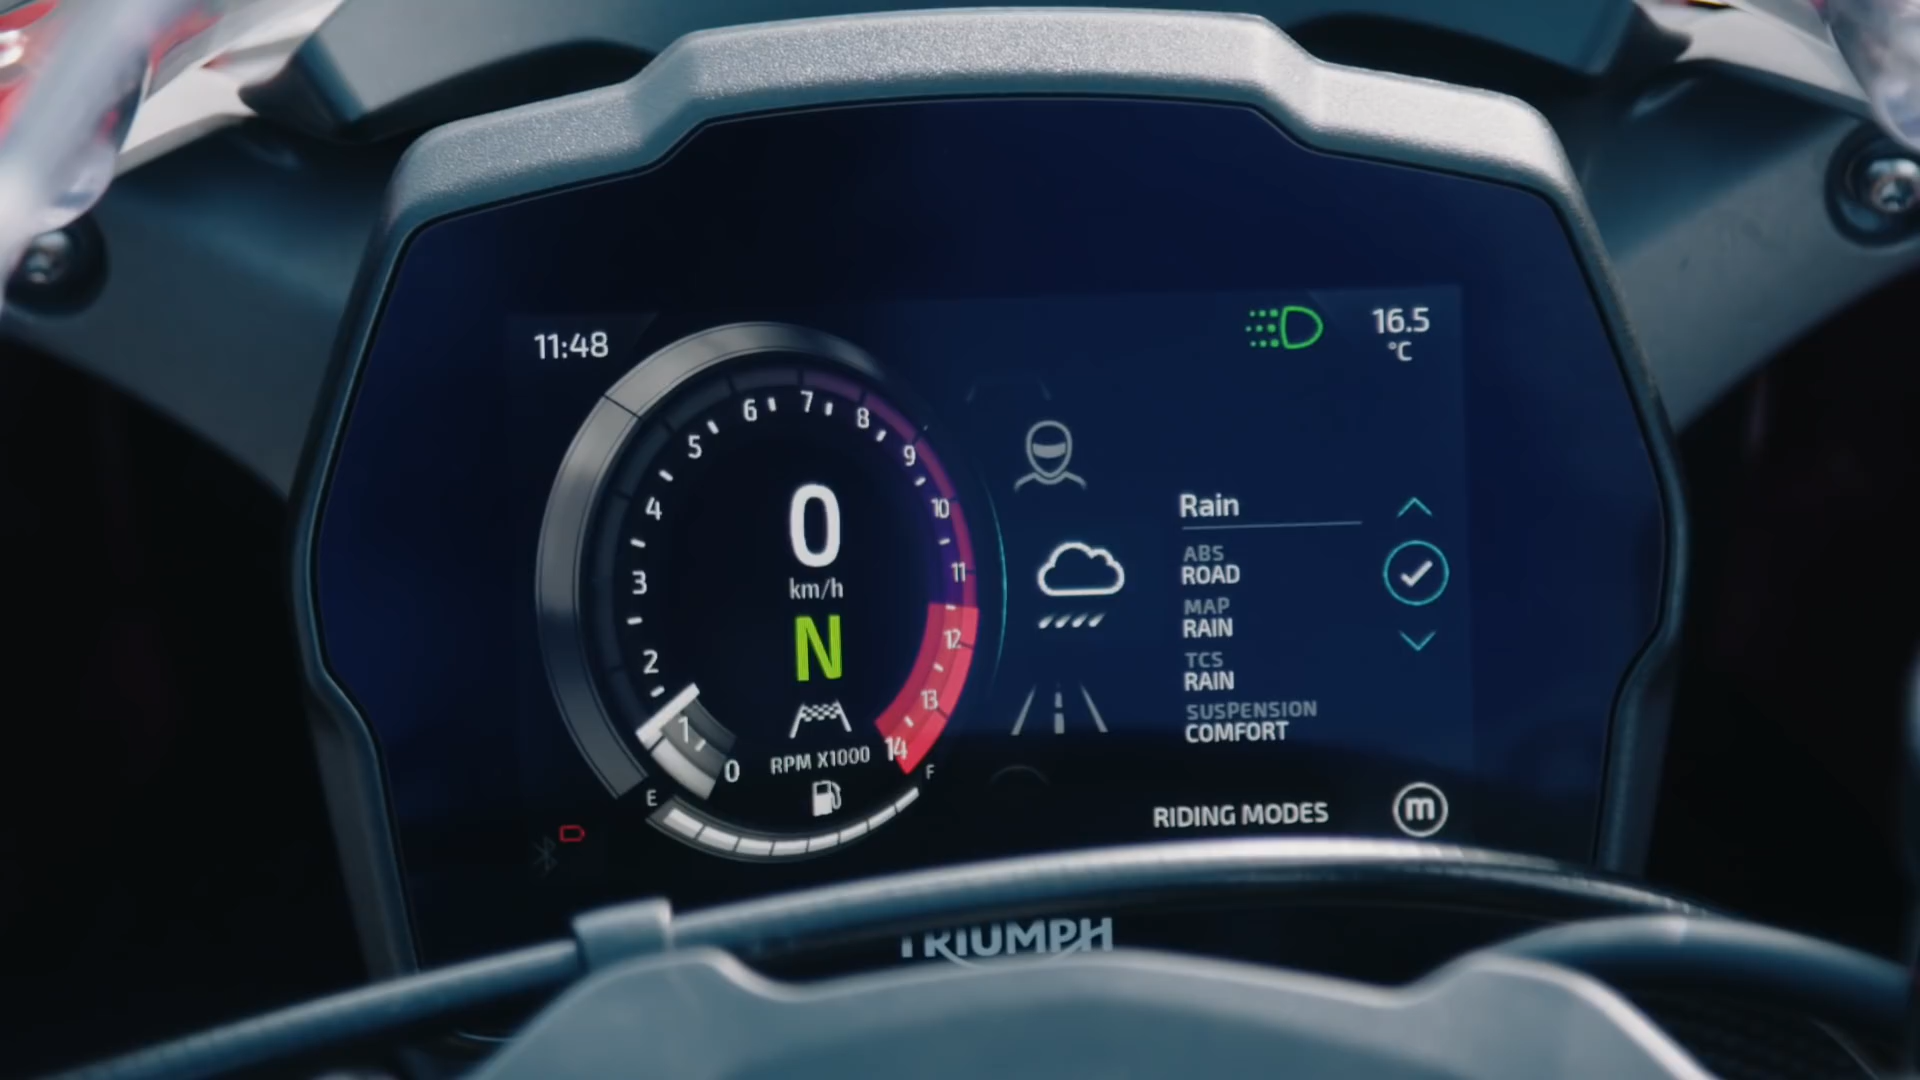 11:48
16.5
°C
0
1
2
3
4
5
6
7
8
9
10
11
12
13
14
0
km/h
N
RPM X1000
E
F
Rain
ABS
ROAD
MAP
RAIN
TCS
RAIN
SUSPENSION
COMFORT
RIDING MODES
m
TRIUMPH